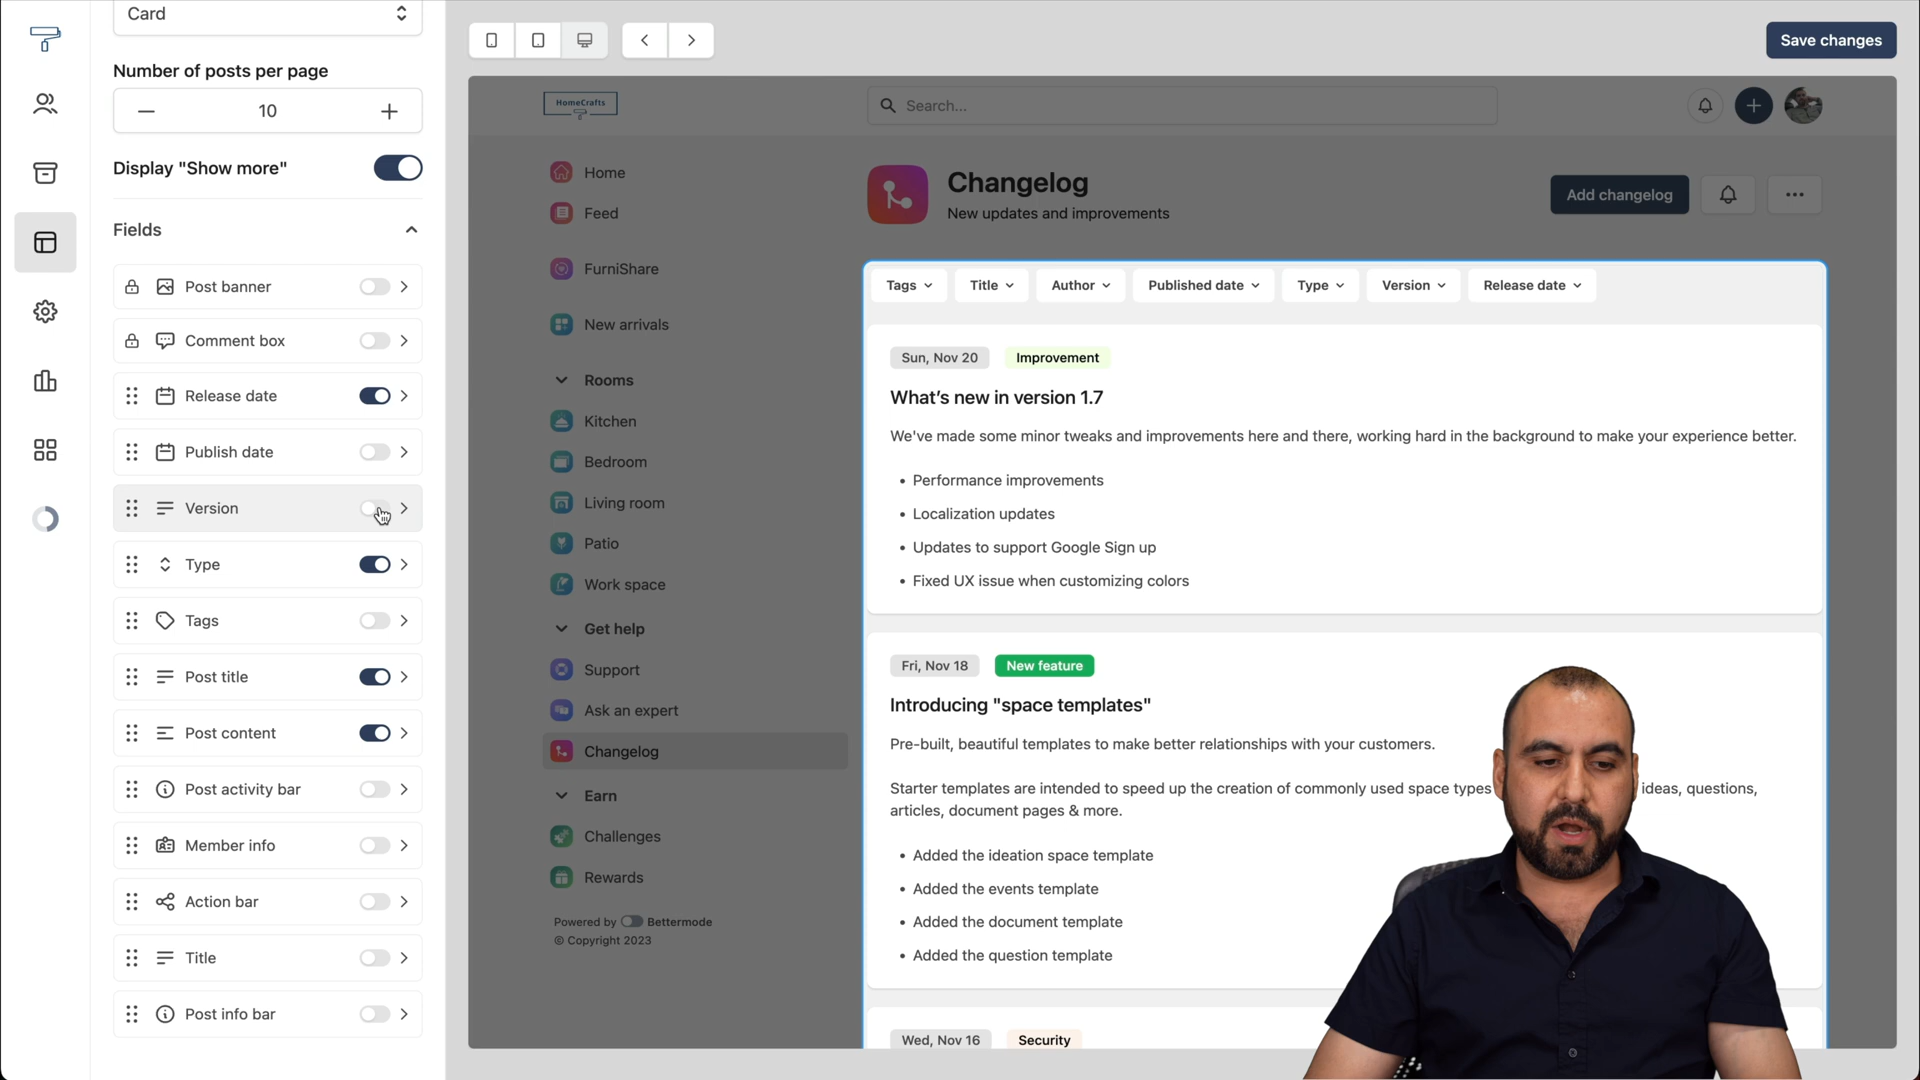 Card
Number of posts per page
10
Display "Show more"
Fields
Post banner
Comment box
Release date
Publish date
Version
Type
Tags
Post title
Post content
Post activity bar
Member info
Action bar
Title
Post info bar
Save changes
HomeCrafts
Search...
Home
Feed
FurniShare
New arrivals
Rooms
Kitchen
Bedroom
Living room
Patio
Work space
Get help
Support
Ask an expert
Changelog
Earn
Challenges
Rewards
Powered by Bettermode
© Copyright 2023
Changelog
New updates and improvements
Add changelog
Tags Title Author Published date Type Version Release date
Sun, Nov 20 Improvement
What's new in version 1.7
We've made some minor tweaks and improvements here and there, working hard in the background to make your experience better.
• Performance improvements
• Localization updates
• Updates to support Google Sign up
• Fixed UX issue when customizing colors
Fri, Nov 18 New feature
Introducing "space templates"
Pre-built, beautiful templates to make better relationships with your customers.
Starter templates are intended to speed up the creation of commonly used space types ideas, questions,
articles, document pages & more.
• Added the ideation space template
• Added the events template
• Added the document template
• Added the question template
Wed, Nov 16 Security